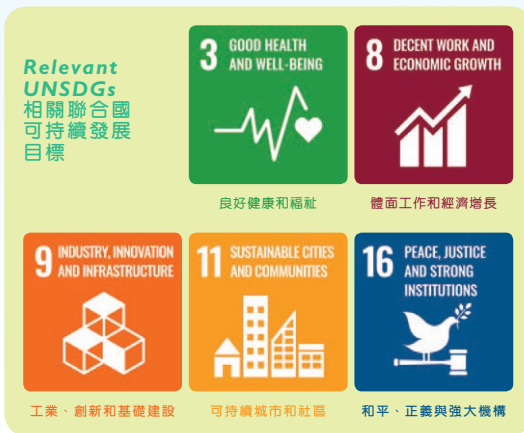 Relevant
UNSDGs
相關聯合國
可持續發展
目標
3 GOOD HEALTH
AND WELL-BEING
良好健康和福祉
8 DECENT WORK AND
ECONOMIC GROWTH
體面工作和經濟增長
9 INDUSTRY, INNOVATION
AND INFRASTRUCTURE
工業、創新和基礎建設
11 SUSTAINABLE CITIES
AND COMMUNITIES
可持續城市和社區
16 PEACE, JUSTICE
AND STRONG
INSTITUTIONS
和平、正義與強大機構